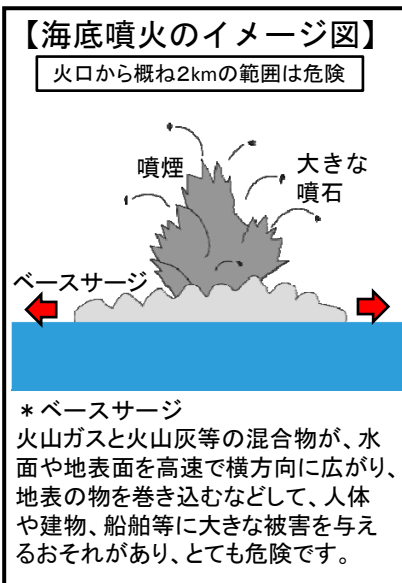 【海底噴火のイメージ図】
火口から概ね2kmの範囲は危険
噴煙
大きな
噴石
ベースサージ
＊ベースサージ
火山ガスと火山灰等の混合物が、水
面や地表面を高速で横方向に広がり、
地表の物を巻き込むなどして、人体
や建物、船舶等に大きな被害を与え
るおそれがあり、とても危険です。